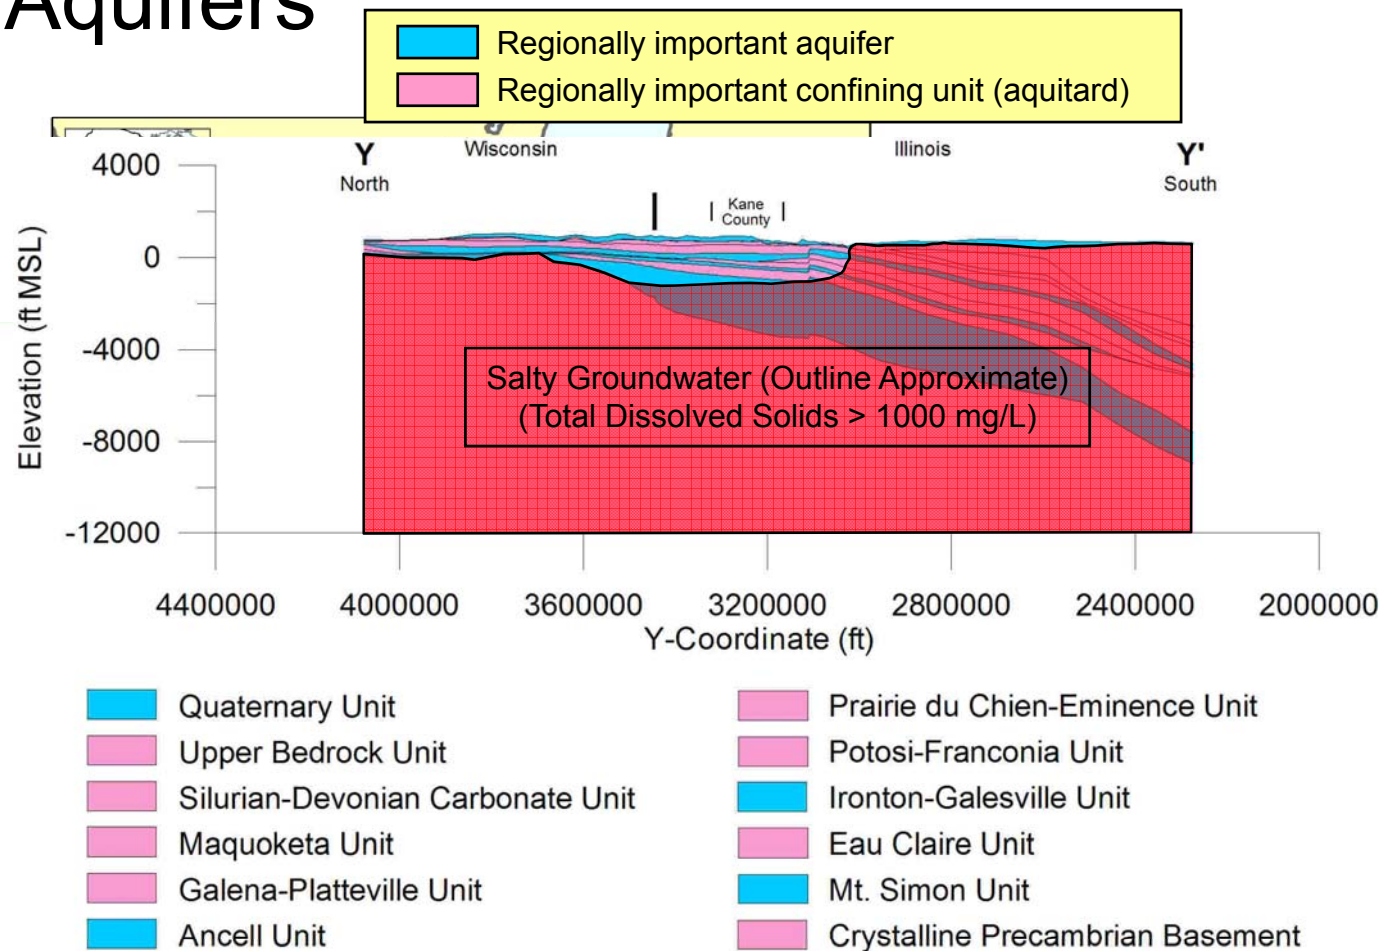 Aquifers
Regionally important aquifer
Regionally important confining unit (aquitard)
Y
Wisconsin
Illinois
Y'
North
South
Kane
County
Elevation (ft MSL)
4000
0
-4000
-8000
-12000
Salty Groundwater (Outline Approximate)
(Total Dissolved Solids > 1000 mg/L)
4400000 4000000 3600000 3200000 2800000 2400000 2000000
Y-Coordinate (ft)
Quaternary Unit
Upper Bedrock Unit
Silurian-Devonian Carbonate Unit
Maquoketa Unit
Galena-Platteville Unit
Ancell Unit
Prairie du Chien-Eminence Unit
Potosi-Franconia Unit
Ironton-Galesville Unit
Eau Claire Unit
Mt. Simon Unit
Crystalline Precambrian Basement